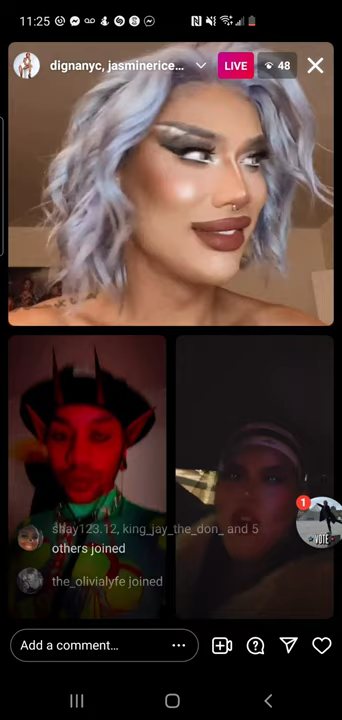 11:25
dignanyc, jasminerice...
LIVE
48
shay123.12, king_jay_the_don_ and 5
others joined
the_olivialyfe joined
1
VOTE
Add a comment...